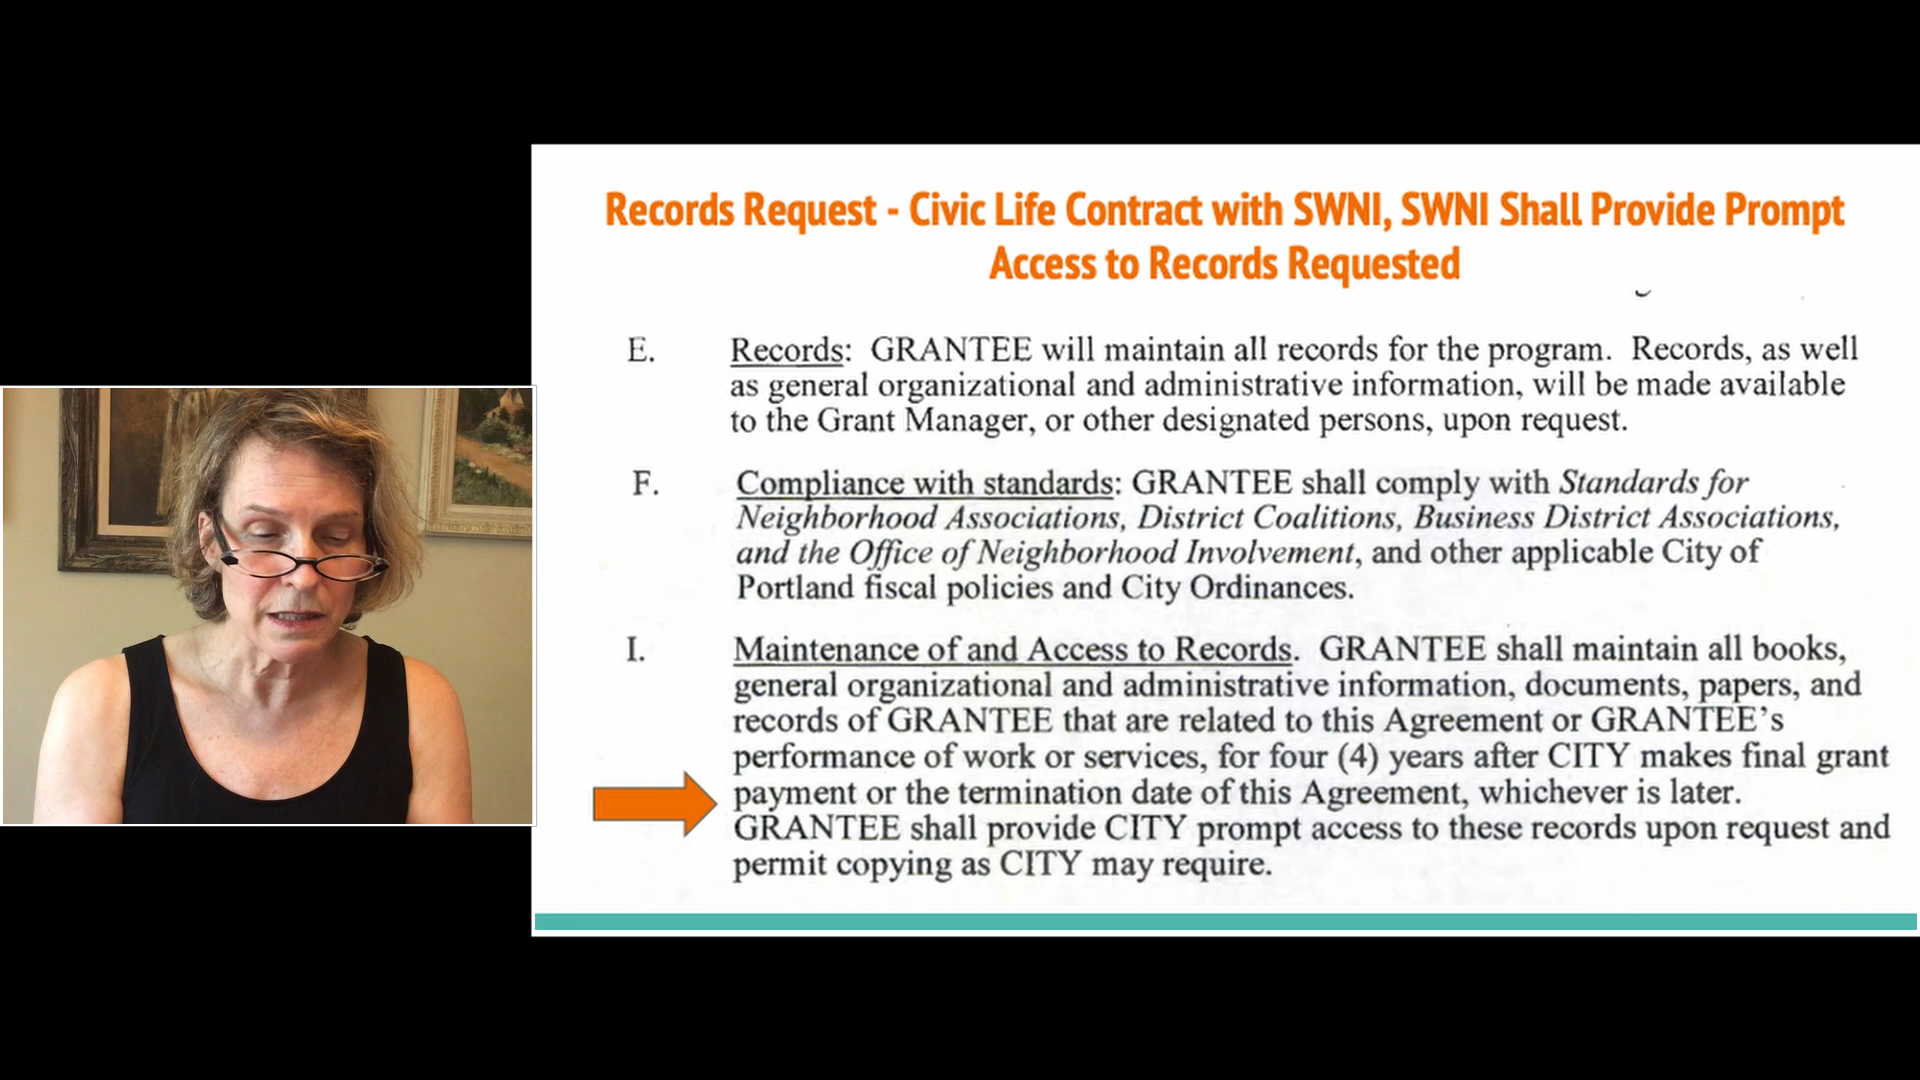 Records Request - Civic Life Contract with SWNI, SWNI Shall Provide Prompt
Access to Records Requested
E. Records: GRANTEE will maintain all records for the program. Records, as well
as general organizational and administrative information, will be made available
to the Grant Manager, or other designated persons, upon request.
F. Compliance with standards: GRANTEE shall comply with Standards for
Neighborhood Associations, District Coalitions, Business District Associations,
and the Office of Neighborhood Involvement, and other applicable City of
Portland fiscal policies and City Ordinances.
I. Maintenance of and Access to Records. GRANTEE shall maintain all books,
general organizational and administrative information, documents, papers, and
records of GRANTEE that are related to this Agreement or GRANTEE's
performance of work or services, for four (4) years after CITY makes final grant
payment or the termination date of this Agreement, whichever is later.
GRANTEE shall provide CITY prompt access to these records upon request and
permit copying as CITY may require.